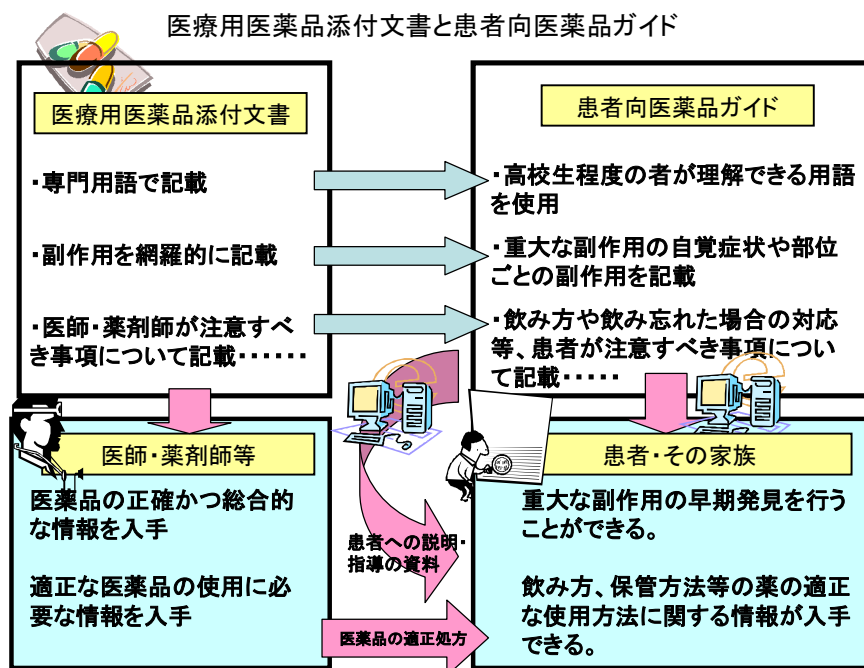 医療用医薬品添付文書と患者向医薬品ガイド
医療用医薬品添付文書
・専門用語で記載
・副作用を網羅的に記載
・医師・薬剤師が注意すべ
き事項について記載・・・・・・
患者向医薬品ガイド
・高校生程度の者が理解できる用語
を使用
・重大な副作用の自覚症状や部位
ごとの副作用を記載
・飲み方や飲み忘れた場合の対応
等、患者が注意すべき事項につい
て記載・・・・・
医師・薬剤師等
医薬品の正確かつ総合的
な情報を入手
適正な医薬品の使用に必
要な情報を入手
患者への説明・
指導の資料
医薬品の適正処方
患者・その家族
重大な副作用の早期発見を行う
ことができる。
飲み方、保管方法等の薬の適正
な使用方法に関する情報が入手
できる。